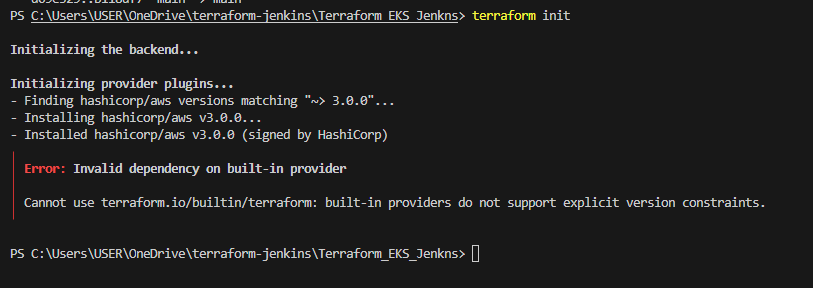 PS C:\Users\USER\OneDrive\terraform-jenkins\Terraform_EKS_Jenkns> terraform init
Initializing the backend...
Initializing provider plugins...
- Finding hashicorp/aws versions matching "~> 3.0.0"...
- Installing hashicorp/aws v3.0.0...
- Installed hashicorp/aws v3.0.0 (signed by HashiCorp)
Error: Invalid dependency on built-in provider
Cannot use terraform.io/builtin/terraform: built-in providers do not support explicit version constraints.
PS C:\Users\USER\OneDrive\terraform-jenkins\Terraform_EKS_Jenkns>